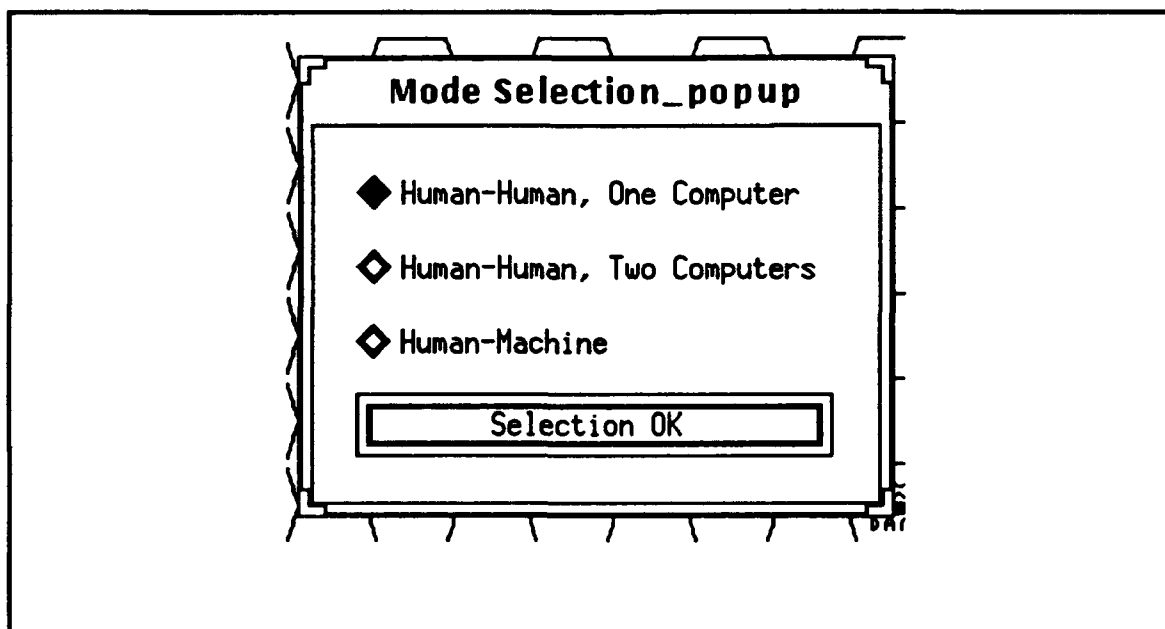 Mode Selection_popup
Human-Human, One Computer
Human-Human, Two Computers
Human-Machine
Selection OK